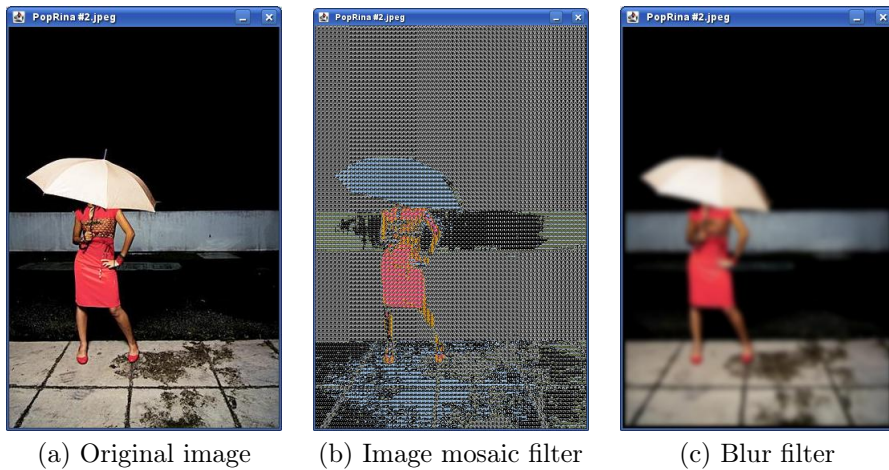 PopRina #2.jpeg
PopRina #2.jpeg
PopRina #2.jpeg
(a) Original image
(b) Image mosaic filter
(c) Blur filter